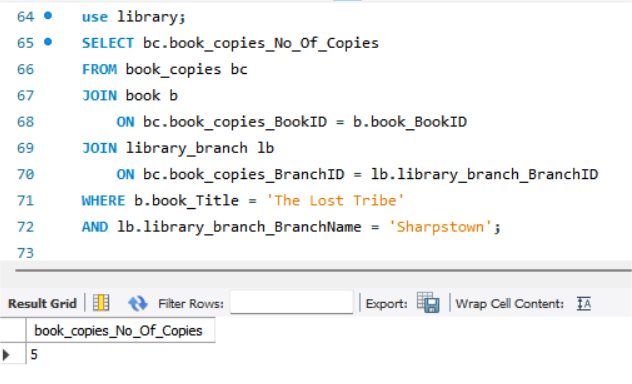 64 use library;
65 SELECT bc.book_copies_No_Of_Copies
66 FROM book_copies bc
67 JOIN book b
68 ON bc.book_copies_BookID = b.book_BookID
69 JOIN library_branch lb
70 ON bc.book_copies_BranchID = lb.library_branch_BranchID
71 WHERE b.book_Title = 'The Lost Tribe'
72 AND lb.library_branch_BranchName = 'Sharpstown';
73
Result Grid Filter Rows: Export: Wrap Cell Content: IA
book_copies_No_Of_Copies
5